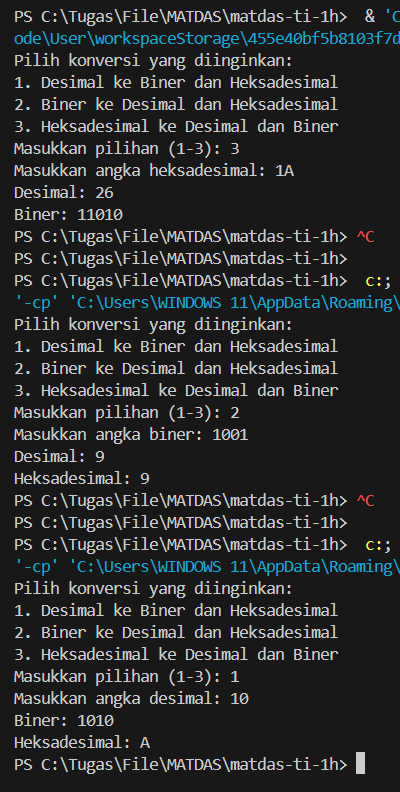 PS C:\Tugas\File\MATDAS\matdas-ti-1h>  & 'C
ode\User\workspaceStorage\455e40bf5b8103f7d
Pilih konversi yang diinginkan:
1. Desimal ke Biner dan Heksadesimal
2. Biner ke Desimal dan Heksadesimal
3. Heksadesimal ke Desimal dan Biner
Masukkan pilihan (1-3): 3
Masukkan angka heksadesimal: 1A
Desimal: 26
Biner: 11010
PS C:\Tugas\File\MATDAS\matdas-ti-1h> ^C
PS C:\Tugas\File\MATDAS\matdas-ti-1h>
PS C:\Tugas\File\MATDAS\matdas-ti-1h>  c:;
'-cp' 'C:\Users\WINDOWS 11\AppData\Roaming\
Pilih konversi yang diinginkan:
1. Desimal ke Biner dan Heksadesimal
2. Biner ke Desimal dan Heksadesimal
3. Heksadesimal ke Desimal dan Biner
Masukkan pilihan (1-3): 2
Masukkan angka biner: 1001
Desimal: 9
Heksadesimal: 9
PS C:\Tugas\File\MATDAS\matdas-ti-1h> ^C
PS C:\Tugas\File\MATDAS\matdas-ti-1h>
PS C:\Tugas\File\MATDAS\matdas-ti-1h>  c:;
'-cp' 'C:\Users\WINDOWS 11\AppData\Roaming\
Pilih konversi yang diinginkan:
1. Desimal ke Biner dan Heksadesimal
2. Biner ke Desimal dan Heksadesimal
3. Heksadesimal ke Desimal dan Biner
Masukkan pilihan (1-3): 1
Masukkan angka desimal: 10
Biner: 1010
Heksadesimal: A
PS C:\Tugas\File\MATDAS\matdas-ti-1h>